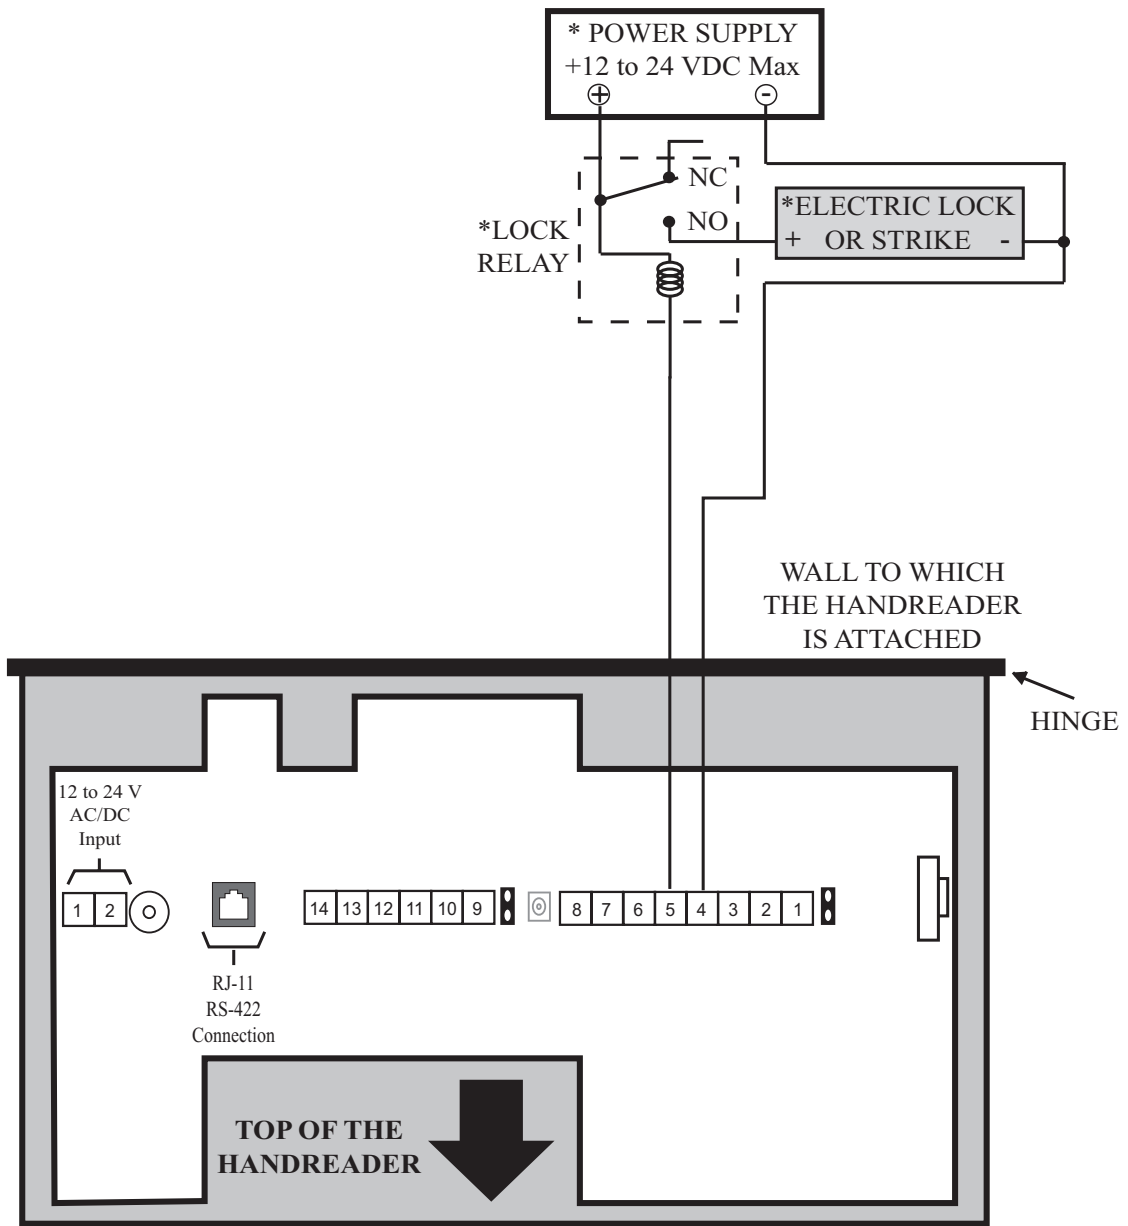 * POWER SUPPLY
+12 to 24 VDC Max
+ -
NC
NO
*LOCK
RELAY
*ELECTRIC LOCK
+ OR STRIKE -
WALL TO WHICH
THE HANDREADER
IS ATTACHED
HINGE
12 to 24 V
AC/DC
Input
1 2
14 13 12 11 10 9
8 7 6 5 4 3 2 1
RJ-11
RS-422
Connection
TOP OF THE
HANDREADER